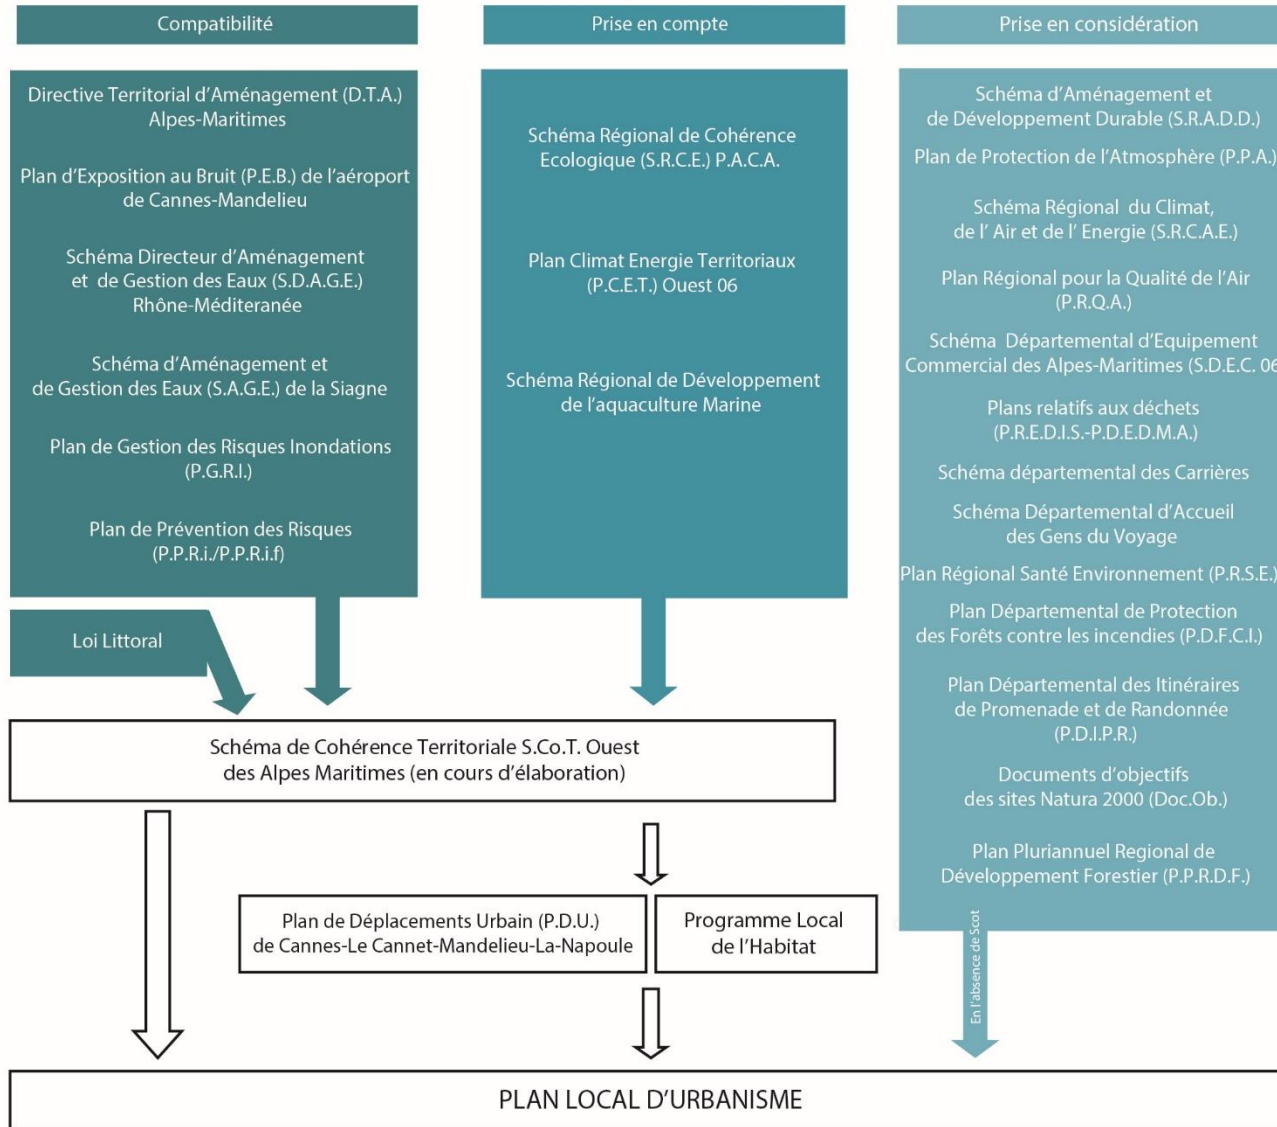 Compatibilité
Directive Territorial d'Aménagement (D.T.A.)
Alpes-Maritimes
Plan d'Exposition au Bruit (P.E.B.) de l'aéroport
de Cannes-Mandelieu
Schéma Directeur d'Aménagement
et de Gestion des Eaux (S.D.A.G.E.)
Rhône-Méditeranée
Schéma d'Aménagement et
de Gestion des Eaux (S.A.G.E.) de la Siagne
Plan de Gestion des Risques Inondations
(P.G.R.I.)
Plan de Prévention des Risques
(P.P.R.i./P.P.R.i.f)
Loi Littoral
Prise en compte
Schéma Régional de Cohérence
Ecologique (S.R.C.E.) P.A.C.A.
Plan Climat Energie Territoriaux
(P.C.E.T.) Ouest 06
Schéma Régional de Développement
de l'aquaculture Marine
Prise en considération
Schéma d'Aménagement et
de Développement Durable (S.R.A.D.D.)
Plan de Protection de l'Atmosphère (P.P.A.)
Schéma Régional du Climat,
de l' Air et de l' Energie (S.R.C.A.E.)
Plan Régional pour la Qualité de l'Air
(P.R.Q.A.)
Schéma Départemental d'Equipement
Commercial des Alpes-Maritimes (S.D.E.C. 06
Plans relatifs aux déchets
(P.R.E.D.I.S.-P.D.E.D.M.A.)
Schéma départemental des Carrières
Schéma Départemental d'Accueil
des Gens du Voyage
Plan Régional Santé Environnement (P.R.S.E.)
Plan Départemental de Protection
des Forêts contre les incendies (P.D.F.C.I.)
Plan Départemental des Itinéraires
de Promenade et de Randonnée
(P.D.I.P.R.)
Documents d'objectifs
des sites Natura 2000 (Doc.Ob.)
Plan Pluriannuel Regional de
Développement Forestier (P.P.R.D.F.)
En l'absence de Scot
Schéma de Cohérence Territoriale S.Co.T. Ouest
des Alpes Maritimes (en cours d'élaboration)
Plan de Déplacements Urbain (P.D.U.)
de Cannes-Le Cannet-Mandelieu-La-Napoule
Programme Local
de l'Habitat
PLAN LOCAL D'URBANISME